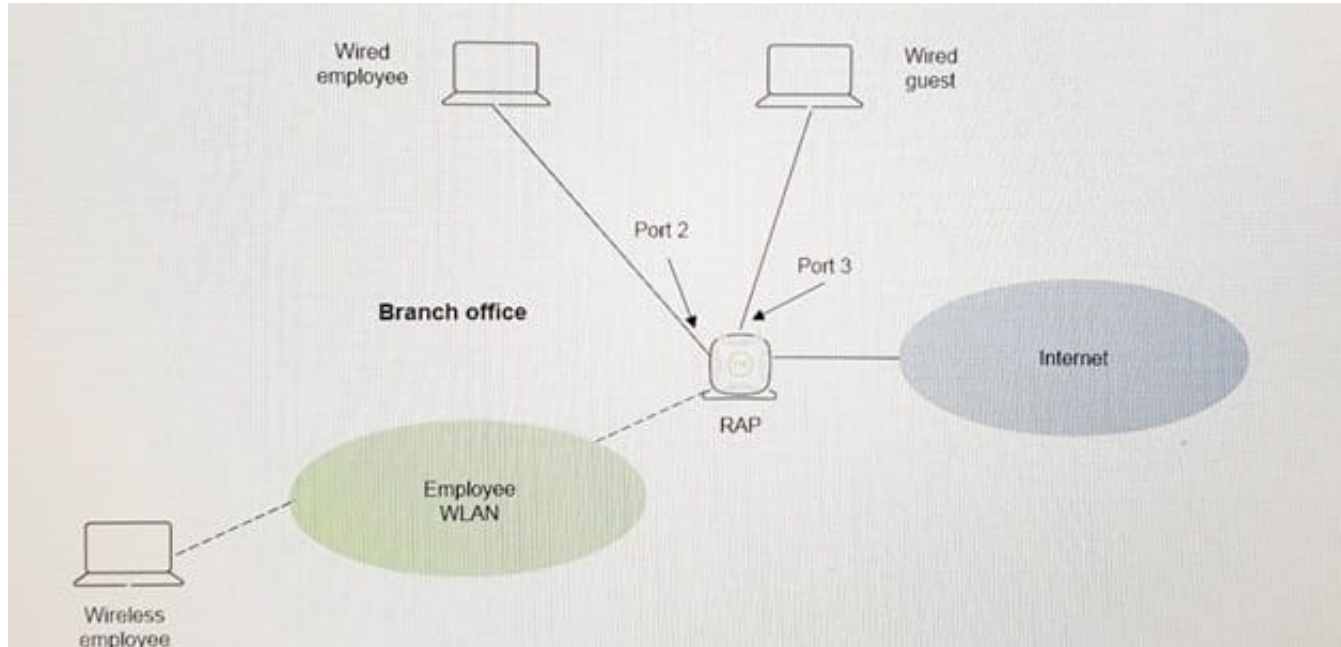 Wired
employee
Wired
guest
Port 2
Port 3
Branch office
Internet
RAP
Employee
WLAN
Wireless
employee